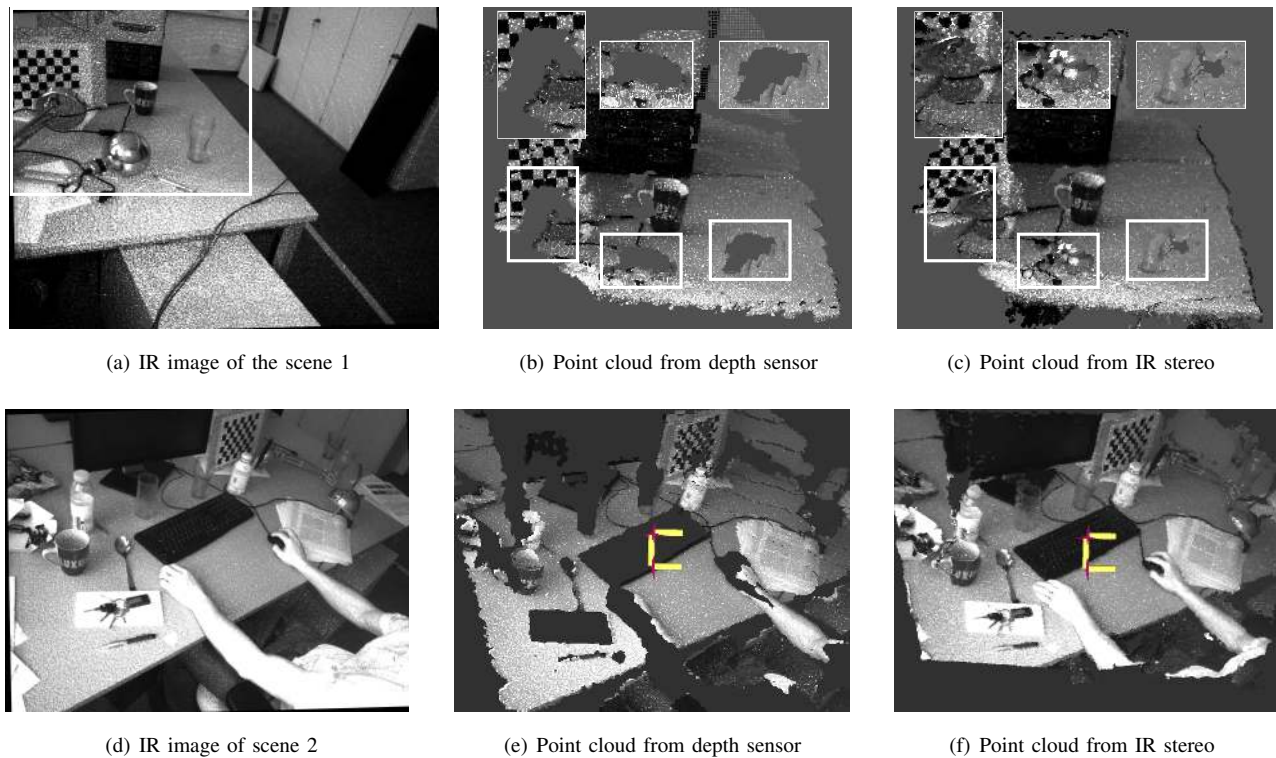 (a) IR image of the scene 1
(b) Point cloud from depth sensor
(c) Point cloud from IR stereo
(d) IR image of scene 2
(e) Point cloud from depth sensor
(f) Point cloud from IR stereo